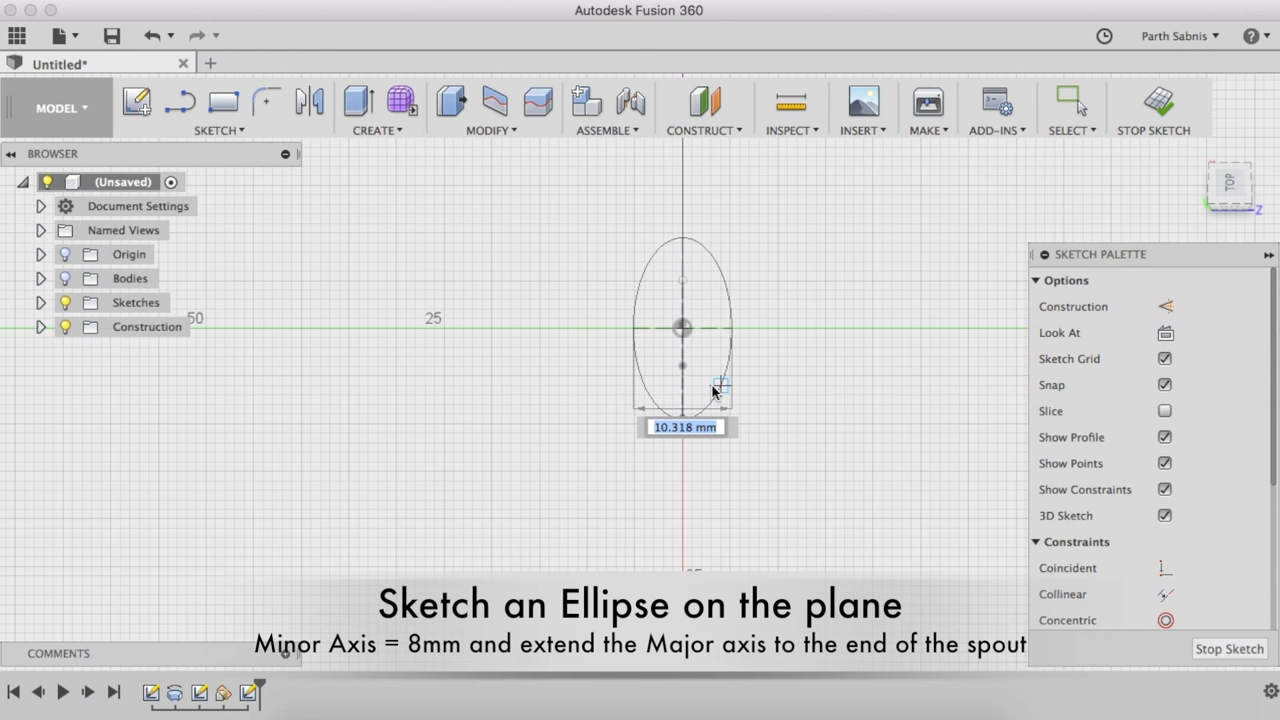 Autodesk Fusion 360
Parth Sabnis
Untitled*
MODEL
SKETCH
CREATE
MODIFY
ASSEMBLE
CONSTRUCT
INSPECT
INSERT
MAKE
ADD-INS
SELECT
STOP SKETCH
BROWSER
(Unsaved)
Document Settings
Named Views
Origin
Bodies
Sketches
Construction
50
25
TOP
Z
10.318 mm
SKETCH PALETTE
Options
Construction
Look At
Sketch Grid
Snap
Slice
Show Profile
Show Points
Show Constraints
3D Sketch
Constraints
Coincident
Collinear
Concentric
Stop Sketch
Sketch an Ellipse on the plane
Minor Axis = 8mm and extend the Major axis to the end of the spout
COMMENTS